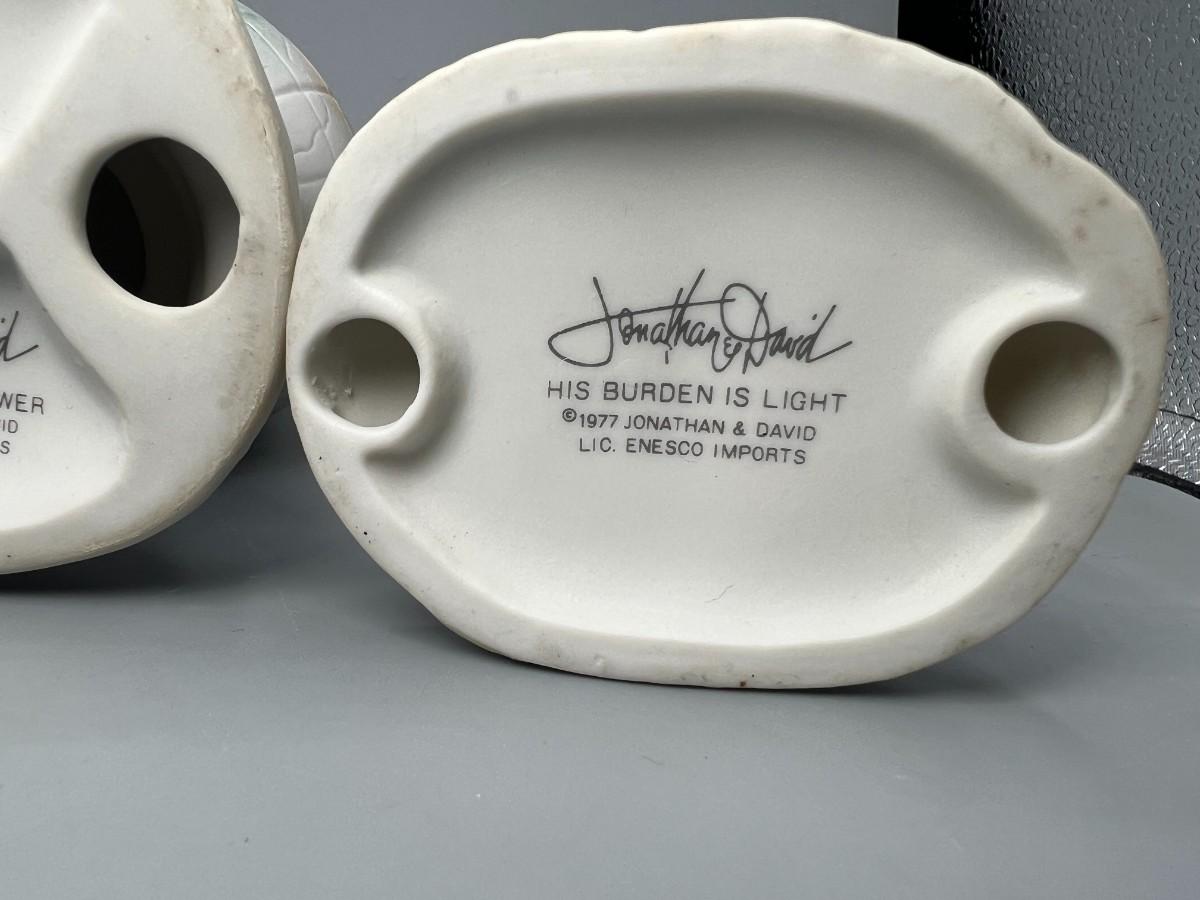 Jonathan & David
HIS BURDEN IS LIGHT
©1977 JONATHAN & DAVID
LIC. ENESCO IMPORTS